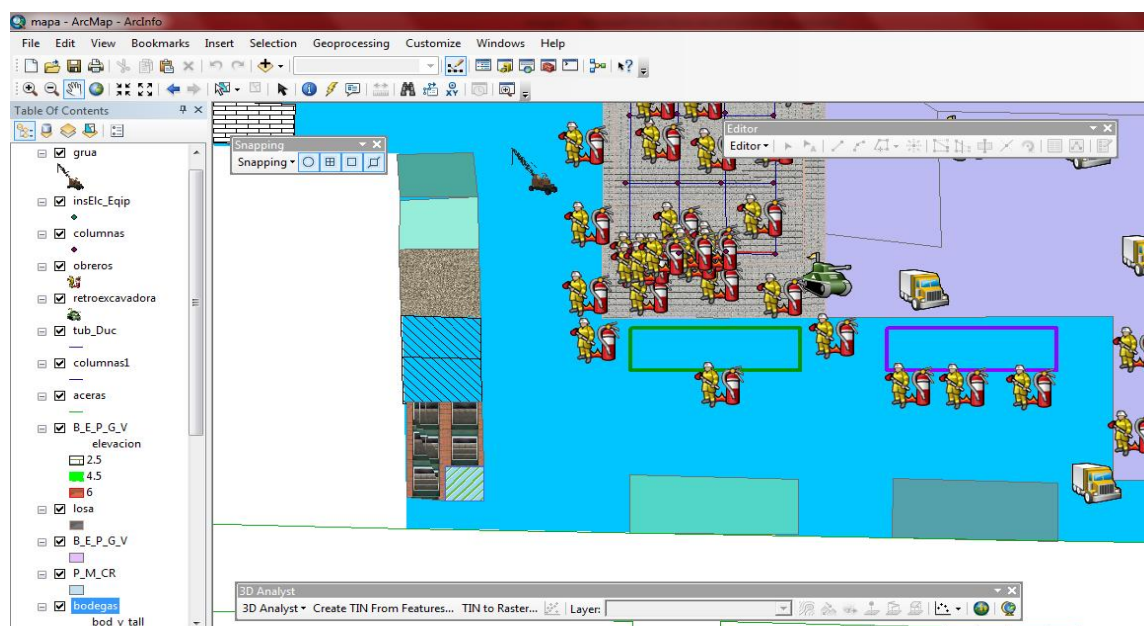 mapa - ArcMap - ArcInfo
File Edit View Bookmarks Insert Selection Geoprocessing Customize Windows Help
Table Of Contents
Snapping
Snapping
Editor
Editor
grua
insElc_Eqip
columnas
obreros
retroexcavadora
tub_Duc
columnas1
aceras
B_E_P_G_V
elevacion
2.5
4.5
6
losa
B_E_P_G_V
P_M_CR
bodegas
bod_y_tall
3D Analyst
3D Analyst Create TIN From Features... TIN to Raster... Layer: